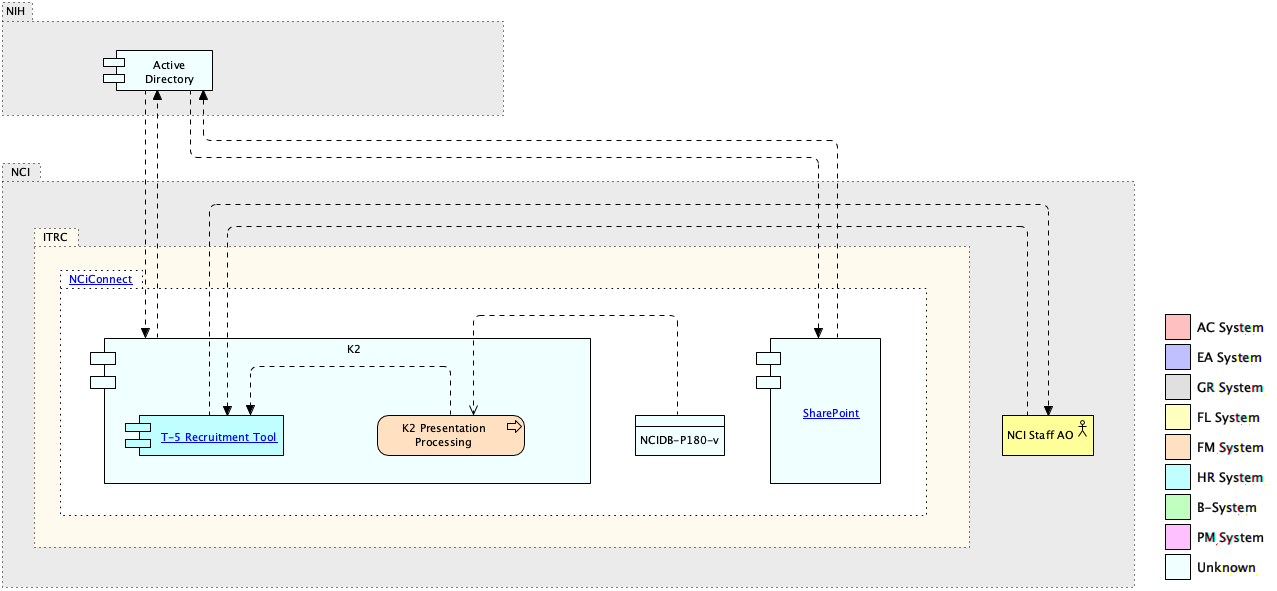 NIH
Active
Directory
NCI
ITRC
NCiConnect
K2
T-5 Recruitment Tool
K2 Presentation
Processing
NCIDB-P180-v
SharePoint
NCI Staff AO
AC System
EA System
GR System
FL System
FM System
HR System
B-System
PM System
Unknown